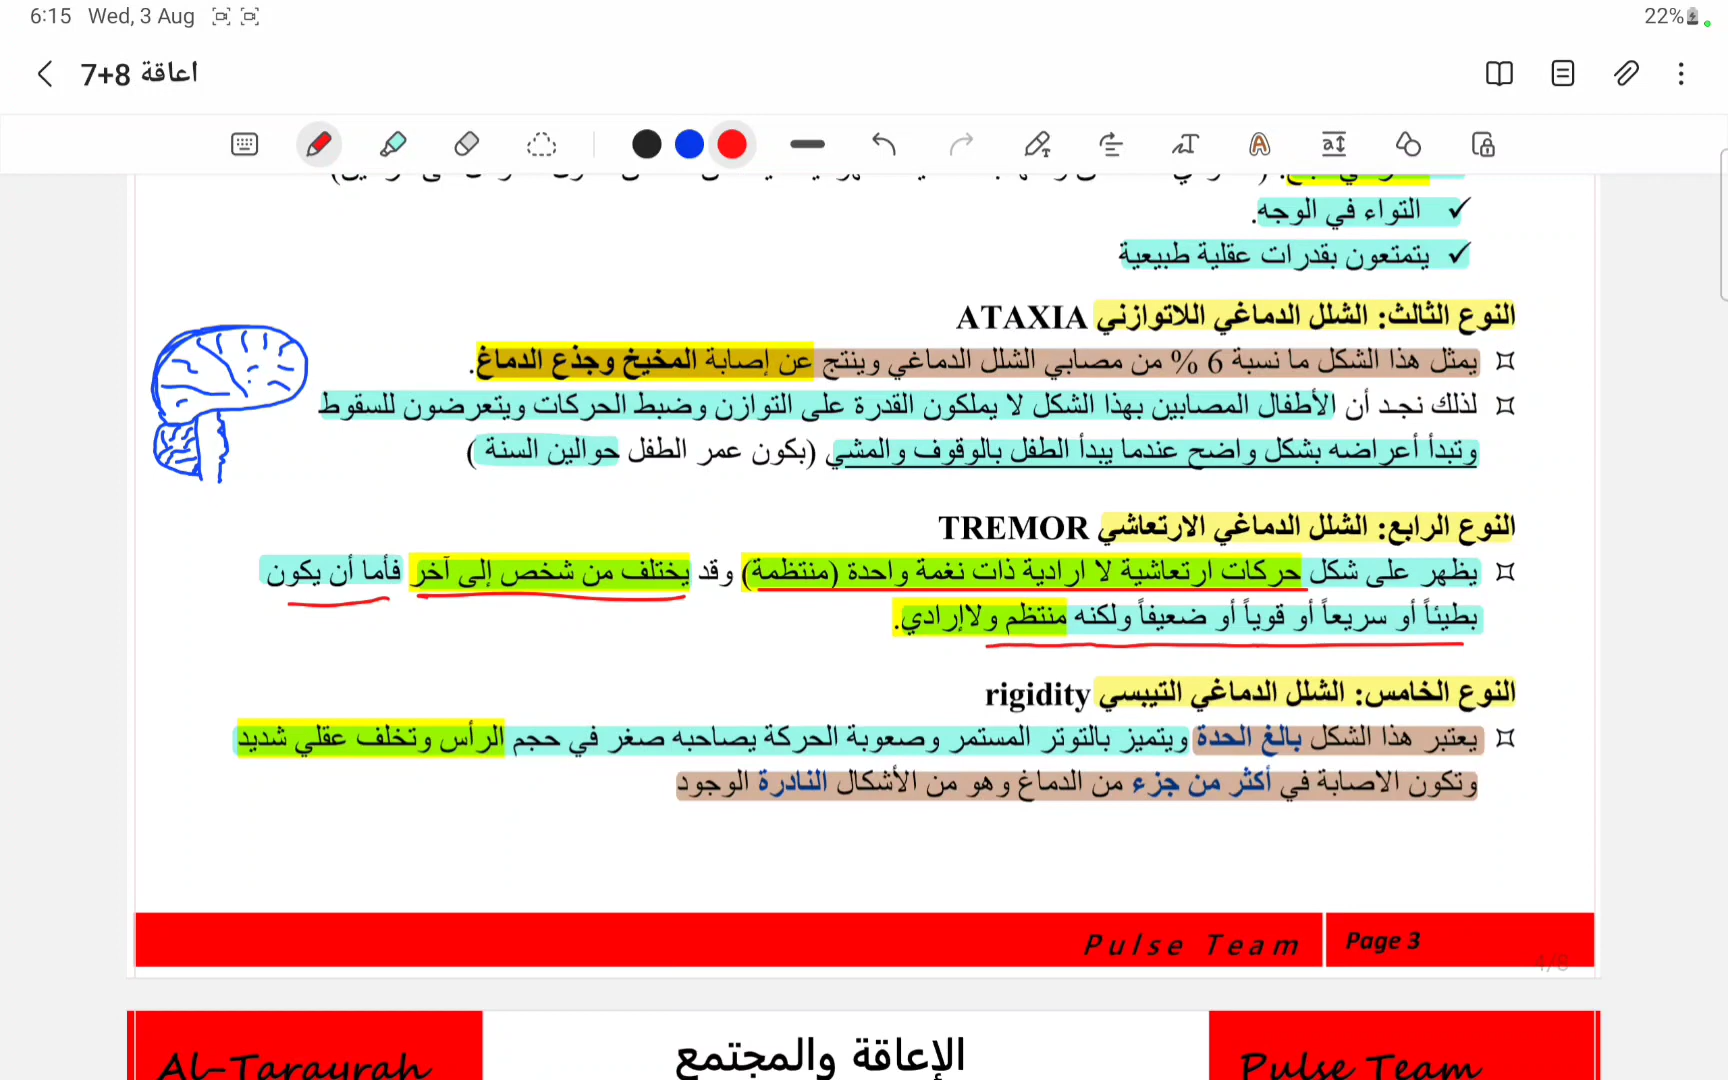 6:15 Wed, 3 Aug 22%
اعاقة 7+8
✓ التواء في الوجه.
✓ يتمتعون بقدرات عقلية طبيعية
النوع الثالث: الشلل الدماغي اللاتوازني ATAXIA
¤ يمثل هذا الشكل ما نسبة 6 % من مصابي الشلل الدماغي وينتج عن إصابة المخيخ وجذع الدماغ.
¤ لذلك نجد أن الأطفال المصابين بهذا الشكل لا يملكون القدرة على التوازن وضبط الحركات ويتعرضون للسقوط
وتبدأ أعراضه بشكل واضح عندما يبدأ الطفل بالوقوف والمشي (بكون عمر الطفل حوالين السنة )
النوع الرابع: الشلل الدماغي الارتعاشي TREMOR
¤ يظهر على شكل حركات ارتعاشية لا ارادية ذات نغمة واحدة (منتظمة) وقد يختلف من شخص إلى آخر فأما أن يكون
بطيئاً أو سريعاً أو قوياً أو ضعيفاً ولكنه منتظم ولاإرادي.
النوع الخامس: الشلل الدماغي التيبسي rigidity
¤ يعتبر هذا الشكل بالغ الحدة ويتميز بالتوتر المستمر وصعوبة الحركة يصاحبه صغر في حجم الرأس وتخلف عقلي شديد
وتكون الاصابة في أكثر من جزء من الدماغ وهو من الأشكال النادرة الوجود
Pulse Team Page 3
4/8
Al-Tarayrah الإعاقة والمجتمع Pulse Team